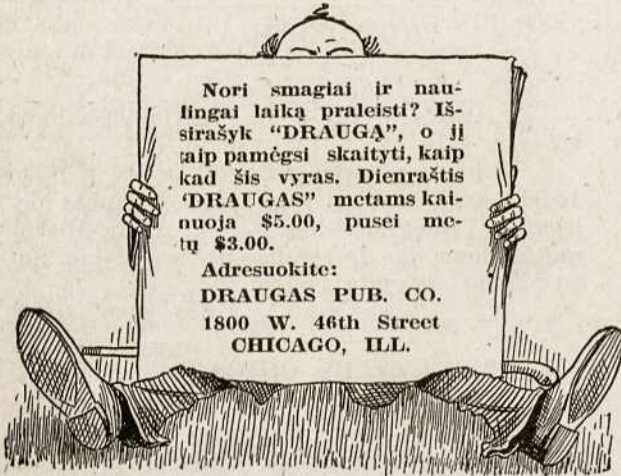 Nori smagiai ir nau-
lingai laiką praleisti? Iš-
sirašyk “DRAUGĄ”, o jį
taip pamėgsi skaityti, kaip
kad šis vyras. Dienraštis
‘DRAUGAS” metams kai-
nuoja $5.00, pusei me-
tų $3.00.
Adresuokite:
DRAUGAS PUB. CO.
1800 W. 46th Street
CHICAGO, ILL.